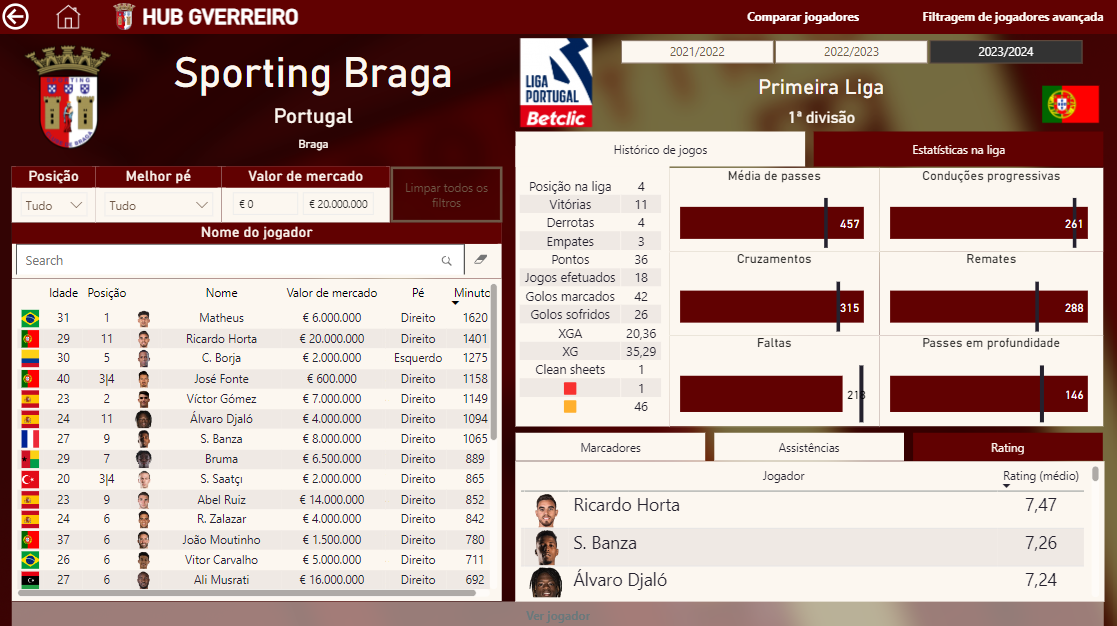 HUB GVERREIRO
Comparar jogadores
Filtragem de jogadores avançada
Sporting Braga
Portugal
Braga
LIGA
PORTUGAL
Betclic
2021/2022
2022/2023
2023/2024
Primeira Liga
1ª divisão
Posição
Melhor pé
Valor de mercado
Tudo
Tudo
€ 0
€ 20.000.000
Limpar todos os
filtros
Nome do jogador
Search
Idade Posição Nome Valor de mercado Pé Minuto
31 1 Matheus € 6.000.000 Direito 1620
29 11 Ricardo Horta € 20.000.000 Direito 1401
30 5 C. Borja € 2.000.000 Esquerdo 1275
40 3|4 José Fonte € 600.000 Direito 1158
23 2 Víctor Gómez € 7.000.000 Direito 1149
24 11 Álvaro Djaló € 4.000.000 Direito 1094
27 9 S. Banza € 8.000.000 Direito 1065
29 7 Bruma € 6.500.000 Direito 889
20 3|4 S. Saatçı € 2.000.000 Direito 865
23 9 Abel Ruiz € 14.000.000 Direito 852
24 6 R. Zalazar € 4.000.000 Direito 842
37 6 João Moutinho € 1.500.000 Direito 780
26 6 Vitor Carvalho € 5.000.000 Direito 711
27 6 Ali Musrati € 16.000.000 Direito 692
Histórico de jogos
Estatísticas na liga
Posição na liga 4
Vitórias 11
Derrotas 4
Empates 3
Pontos 36
Jogos efetuados 18
Golos marcados 42
Golos sofridos 26
XGA 20,36
XG 35,29
Clean sheets 1
1
46
Média de passes
457
Conduções progressivas
261
Cruzamentos
315
Remates
288
Faltas
213
Passes em profundidade
146
Marcadores
Assistências
Rating
Jogador Rating (médio)
Ricardo Horta 7,47
S. Banza 7,26
Álvaro Djaló 7,24
Ver jogador